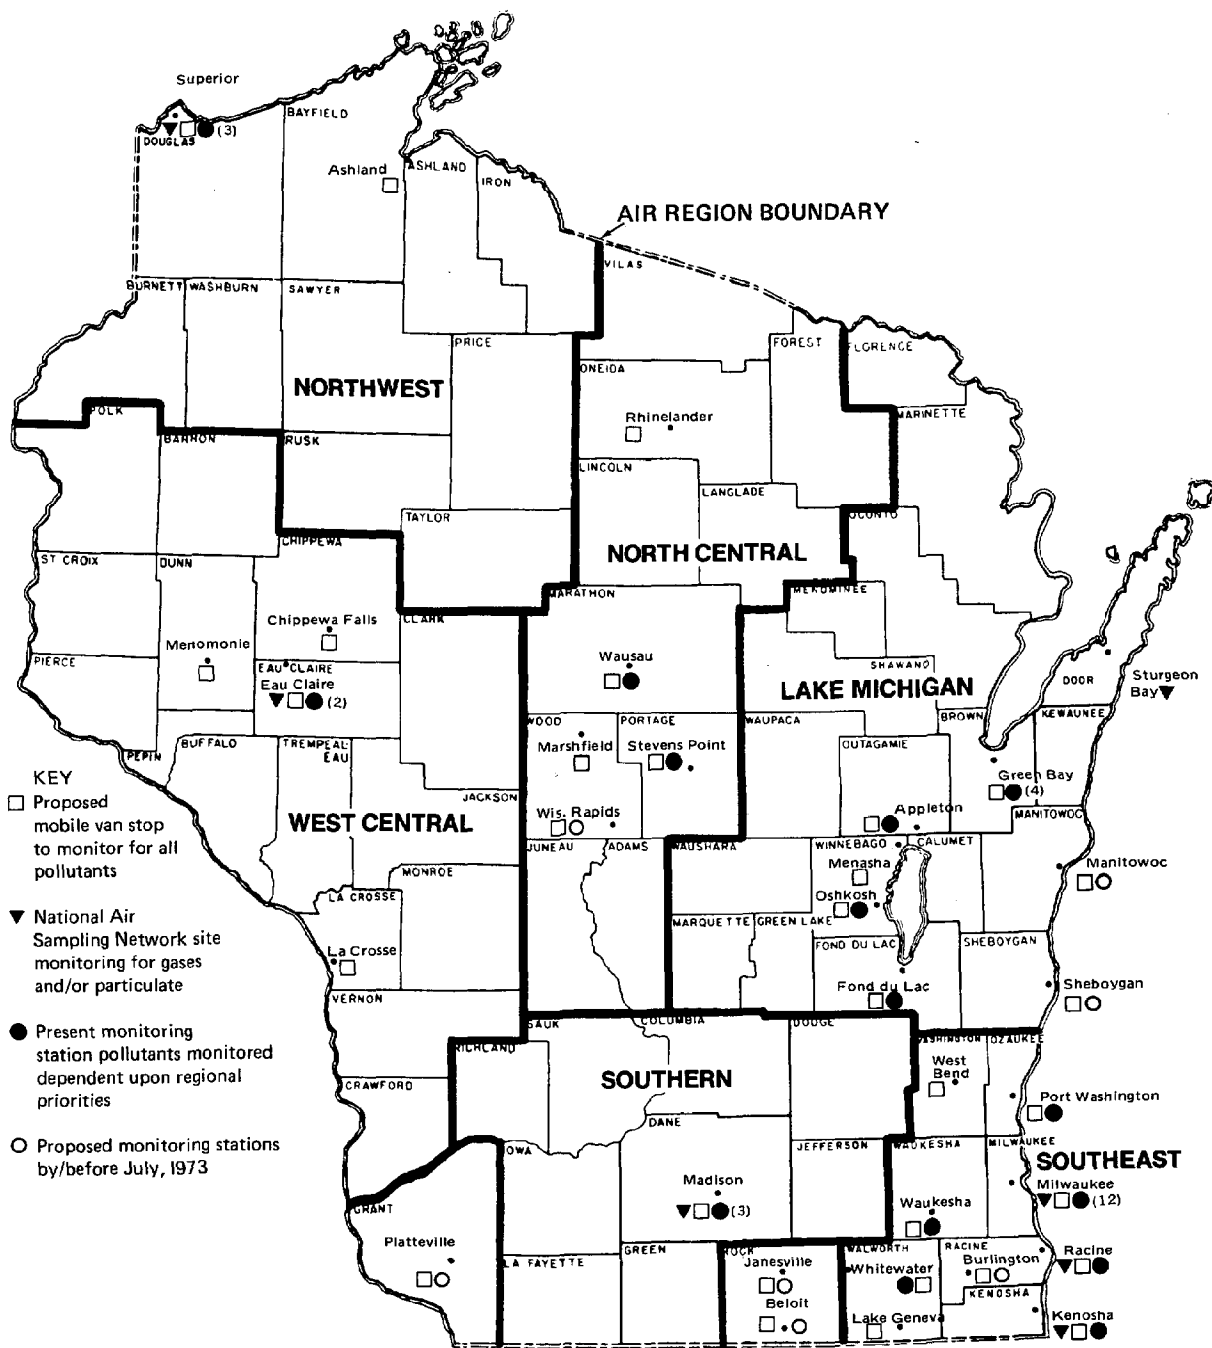 Superior
DOUGLAS
(3)
BAYFIELD
Ashland
ASHLAND
IRON
AIR REGION BOUNDARY
VILAS
BURNETT
WASHBURN
SAWYER
PRICE
FOREST
FLORENCE
ONEIDA
NORTHWEST
POLK
MARINETTE
Rhinelander
BARRON
RUSK
LINCOLN
LANGLADE
TAYLOR
OCONTO
CHIPPEWA
NORTH CENTRAL
ST CROIX
DUNN
MARATHON
MENOMINEE
Chippewa Falls
CLARK
Menomonie
PIERCE
EAU CLAIRE
Eau Claire
(2)
Wausau
SHAWANO
LAKE MICHIGAN
DOOR
Sturgeon
Bay
WOOD
PORTAGE
WAUPACA
BROWN
KEWAUNEE
PEPIN
BUFFALO
TREMPEAL-
EAU
Marshfield
Stevens Point
OUTAGAMIE
Green Bay
(4)
JACKSON
WEST CENTRAL
Wis. Rapids
Appleton
MANITOWOC
JUNEAU
ADAMS
WAUSHARA
WINNEBAGO
CALUMET
Menasha
Manitowoc
MONROE
LA CROSSE
Oshkosh
MARQUETTE
GREEN LAKE
FOND DU LAC
SHEBOYGAN
La Crosse
Fond du Lac
Sheboygan
VERNON
SAUK
COLUMBIA
DODGE
RICHLAND
WASHINGTON
OZAUKEE
West
Bend
CRAWFORD
SOUTHERN
Port Washington
DANE
IOWA
JEFFERSON
WAUKESHA
MILWAUKEE
SOUTHEAST
Madison
(3)
Milwaukee
(12)
GRANT
Waukesha
Platteville
LA FAYETTE
GREEN
ROCK
Janesville
WALWORTH
Whitewater
RACINE
Burlington
Racine
KENOSHA
Beloit
Lake Geneva
Kenosha
KEY
Proposed
mobile van stop
to monitor for all
pollutants
National Air
Sampling Network site
monitoring for gases
and/or particulate
Present monitoring
station pollutants monitored
dependent upon regional
priorities
Proposed monitoring stations
by/before July, 1973